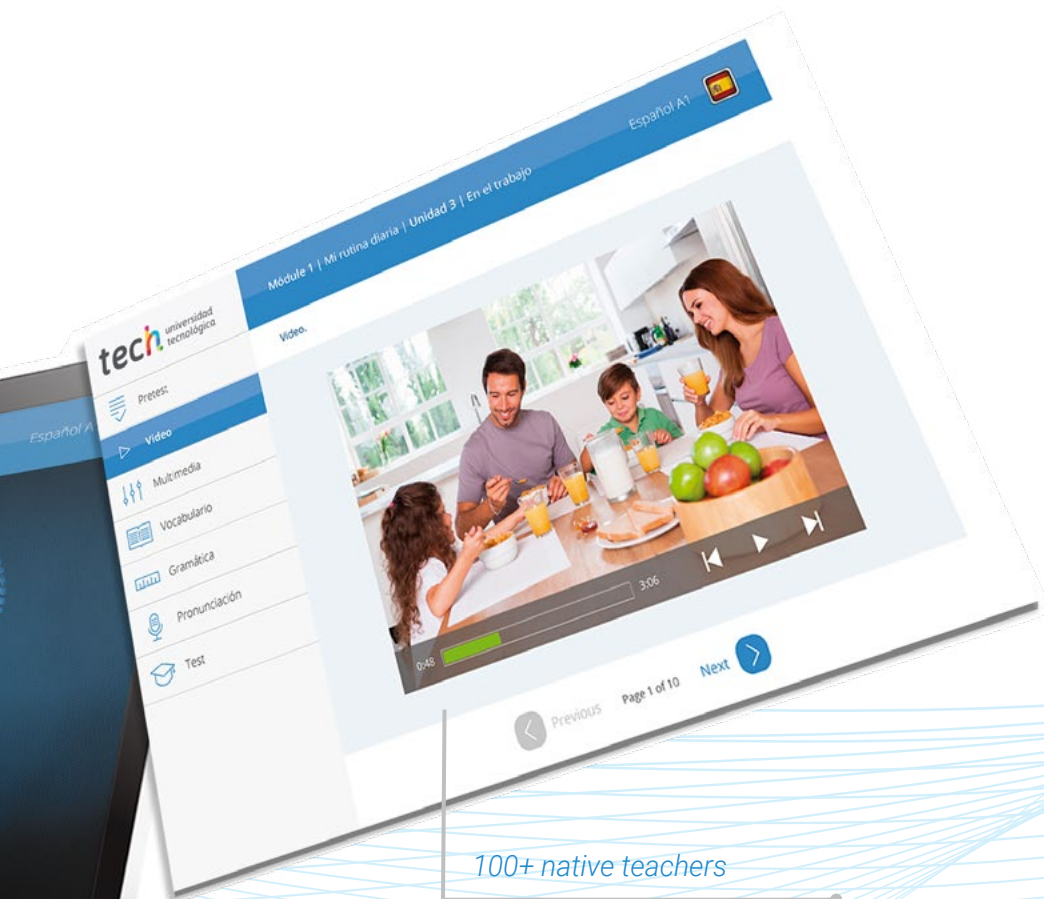 Español A1
Módule 1 | Mi rutina diaria | Unidad 3 | En el trabajo
tech universidad
tecnológica
Video.
Pretest
Video
Multimedia
Vocabulario
Gramática
Pronunciación
Test
0:48
3:06
Previous
Page 1 of 10
Next
Español A
100+ native teachers